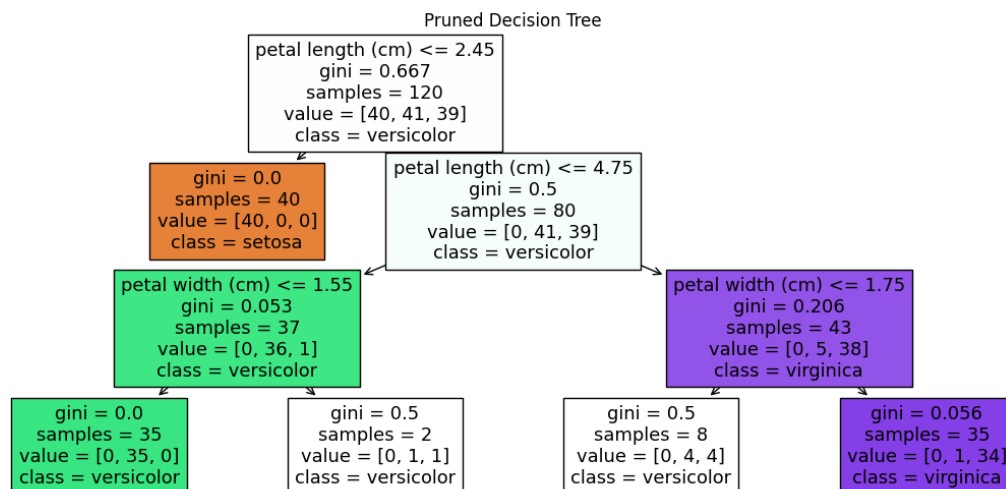 Pruned Decision Tree
petal length (cm) <= 2.45
gini = 0.667
samples = 120
value = [40, 41, 39]
class = versicolor
gini = 0.0
samples = 40
value = [40, 0, 0]
class = setosa
petal length (cm) <= 4.75
gini = 0.5
samples = 80
value = [0, 41, 39]
class = versicolor
petal width (cm) <= 1.55
gini = 0.053
samples = 37
value = [0, 36, 1]
class = versicolor
petal width (cm) <= 1.75
gini = 0.206
samples = 43
value = [0, 5, 38]
class = virginica
gini = 0.0
samples = 35
value = [0, 35, 0]
class = versicolor
gini = 0.5
samples = 2
value = [0, 1, 1]
class = versicolor
gini = 0.5
samples = 8
value = [0, 4, 4]
class = versicolor
gini = 0.056
samples = 35
value = [0, 1, 34]
class = virginica